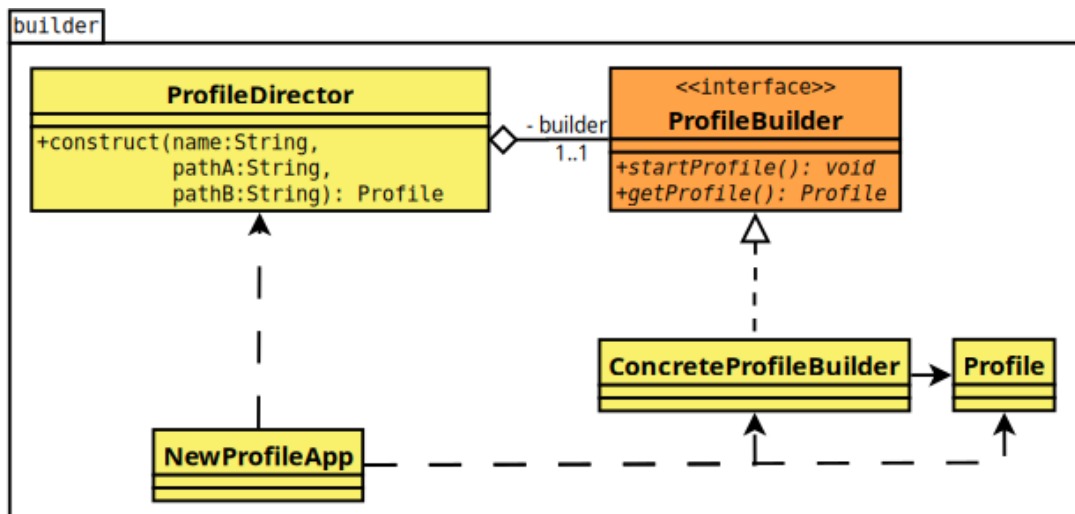 builder
ProfileDirector
+construct(name:String,
pathA:String,
pathB:String): Profile
- builder
1..1
<<interface>>
ProfileBuilder
+startProfile(): void
+getProfile(): Profile
ConcreteProfileBuilder
Profile
NewProfileApp